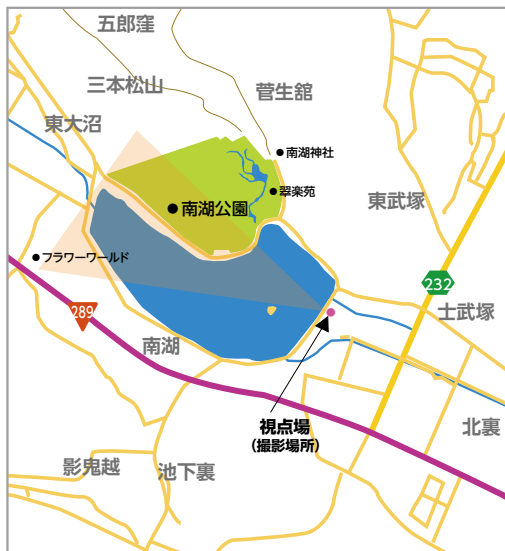 五郎窪
三本松山
菅生舘
東大沼
南湖神社
翠楽苑
南湖公園
東武塚
フラワーワールド
232
289
士武塚
南湖
視点場
（撮影場所）
北裏
影鬼越
池下裏